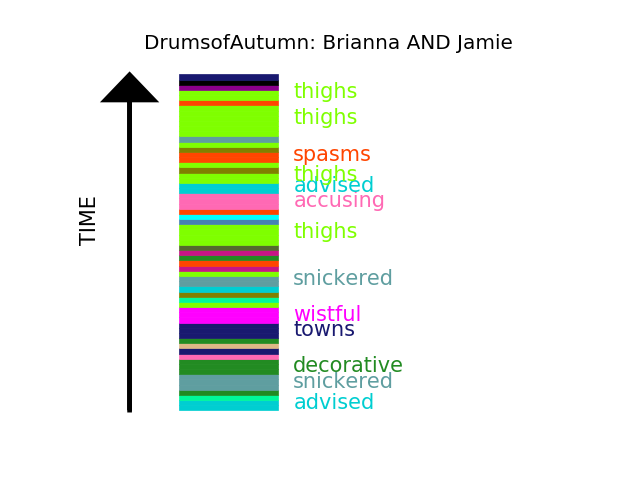 DrumsofAutumn: Brianna AND Jamie
thighs
thighs
spasms
thighs
advised
accusing
thighs
snickered
wistful
towns
decorative
snickered
advised
TIME